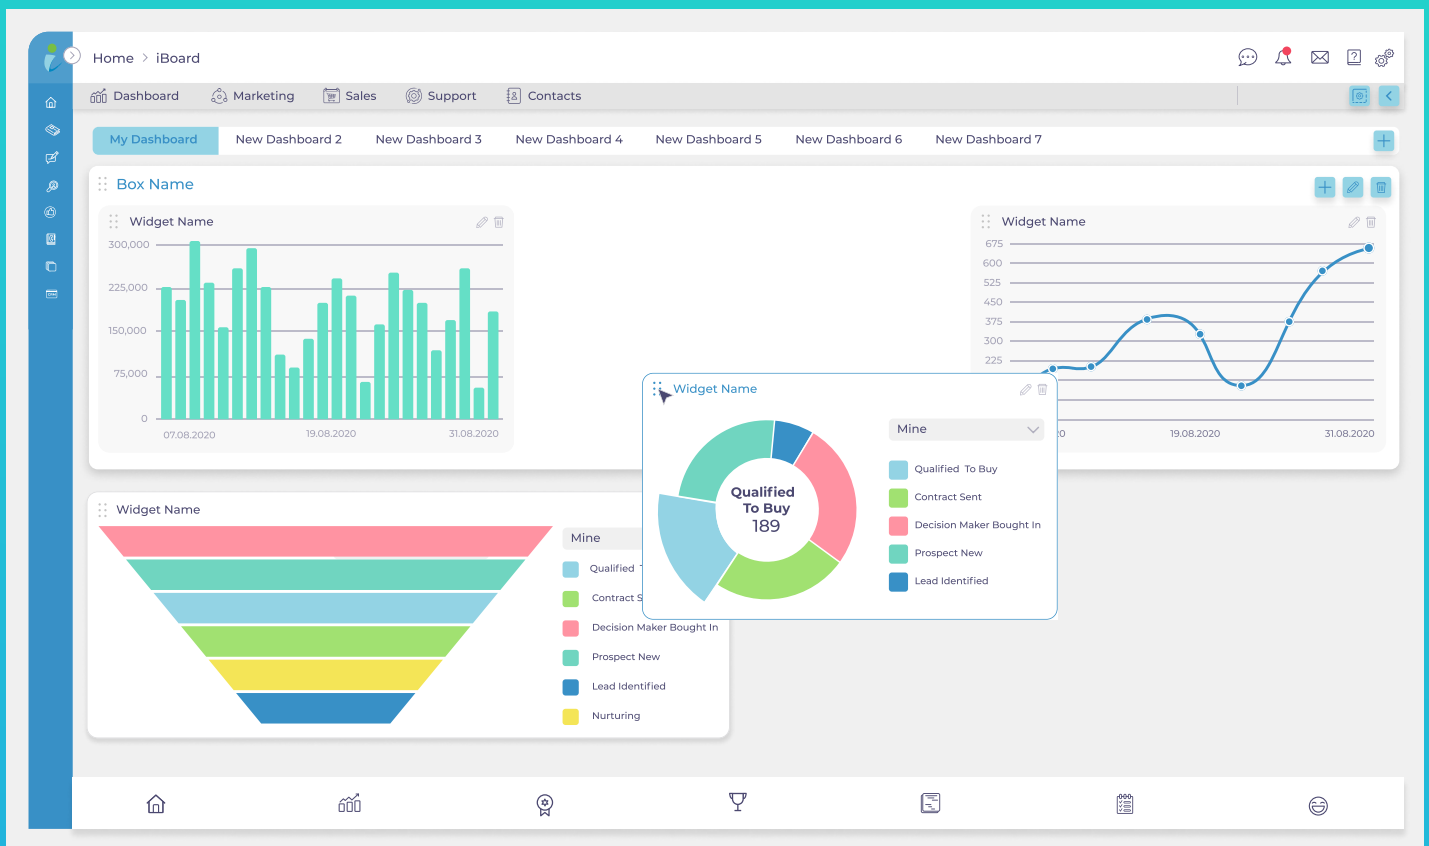 Home > iBoard
Dashboard Marketing Sales Support Contacts
My Dashboard New Dashboard 2 New Dashboard 3 New Dashboard 4 New Dashboard 5 New Dashboard 6 New Dashboard 7
Box Name
Widget Name
300,000
225,000
150,000
75,000
0
07.08.2020 19.08.2020 31.08.2020
Widget Name
675
600
525
450
375
300
225
20 19.08.2020 31.08.2020
Widget Name
Mine
Qualified To Buy
189
Qualified To Buy
Contract Sent
Decision Maker Bought In
Prospect New
Lead Identified
Widget Name
Mine
Qualified
Contract S
Decision Maker Bought In
Prospect New
Lead Identified
Nurturing